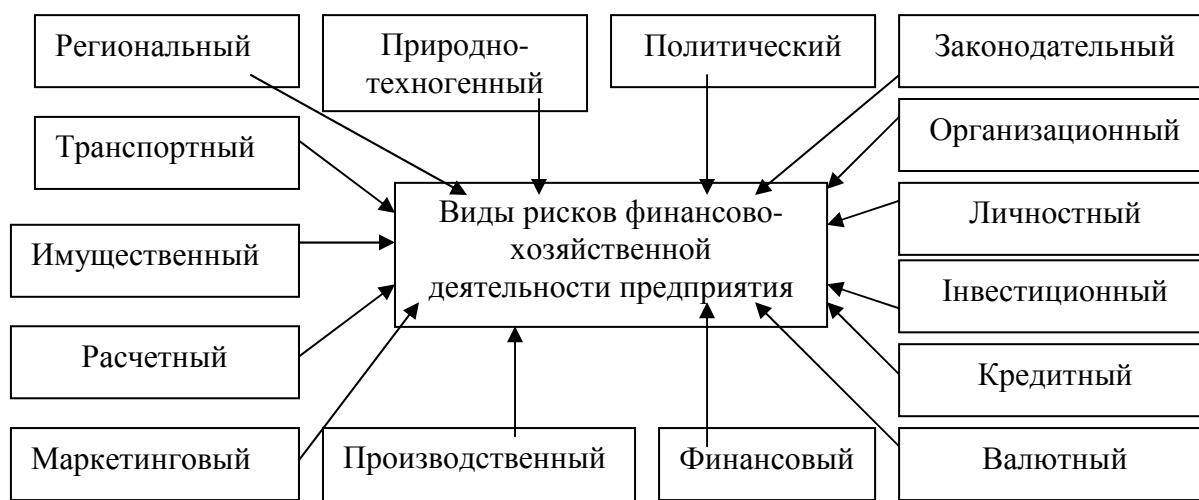 Региональный
Природно-
техногенный
Политический
Законодательный
Транспортный
Организационный
Виды рисков финансово-
хозяйственной
деятельности предприятия
Личностный
Имущественный
Інвестиционный
Расчетный
Кредитный
Маркетинговый
Производственный
Финансовый
Валютный